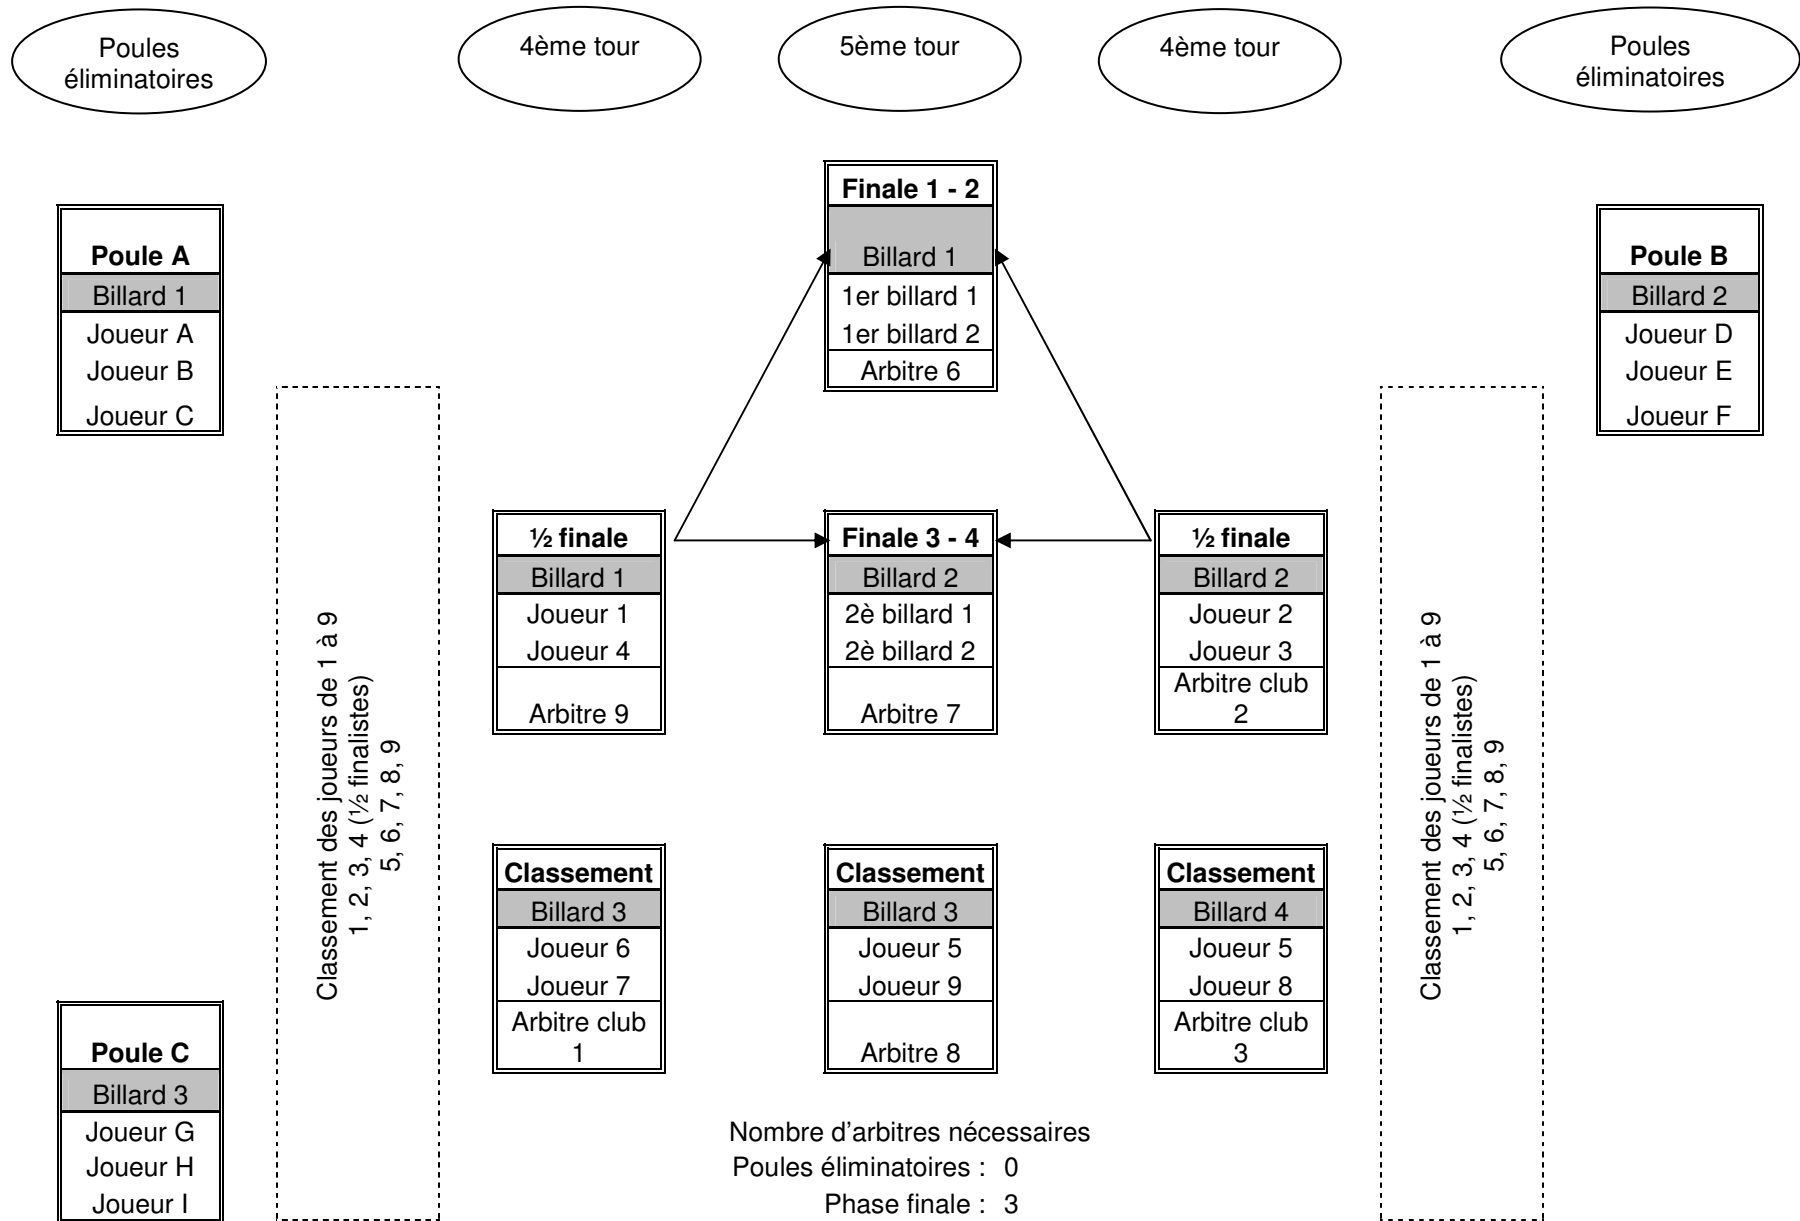 Poules
éliminatoires
4ème tour
5ème tour
4ème tour
Poules
éliminatoires
Poule A
Billard 1
Joueur A
Joueur B
Joueur C
Finale 1 - 2
Billard 1
1er billard 1
1er billard 2
Arbitre 6
Poule B
Billard 2
Joueur D
Joueur E
Joueur F
Classement des joueurs de 1 à 9
1, 2, 3, 4 (½ finalistes)
5, 6, 7, 8, 9
½ finale
Billard 1
Joueur 1
Joueur 4
Arbitre 9
Finale 3 - 4
Billard 2
2è billard 1
2è billard 2
Arbitre 7
½ finale
Billard 2
Joueur 2
Joueur 3
Arbitre club
2
Classement des joueurs de 1 à 9
1, 2, 3, 4 (½ finalistes)
5, 6, 7, 8, 9
Classement
Billard 3
Joueur 6
Joueur 7
Arbitre club
1
Classement
Billard 3
Joueur 5
Joueur 9
Arbitre 8
Classement
Billard 4
Joueur 5
Joueur 8
Arbitre club
3
Poule C
Billard 3
Joueur G
Joueur H
Joueur I
Nombre d'arbitres nécessaires
Poules éliminatoires : 0
Phase finale : 3